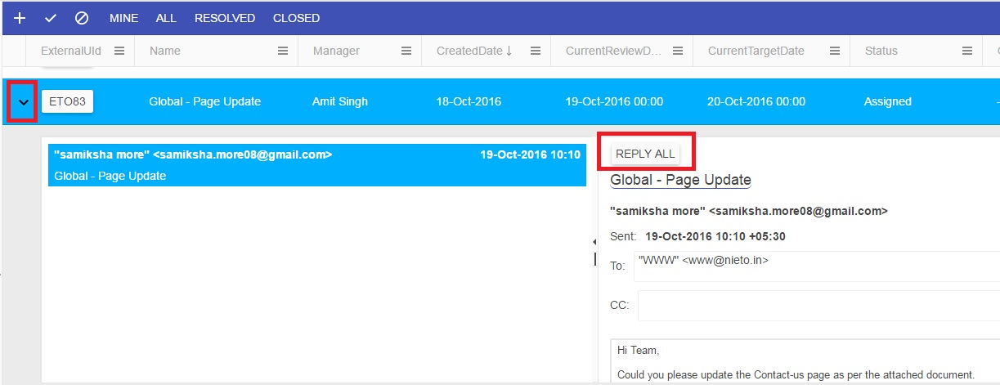 MINE ALL RESOLVED CLOSED
ExternalUId Name Manager CreatedDate↓ CurrentReviewD... CurrentTargetDate Status
ETO83 Global - Page Update Amit Singh 18-Oct-2016 19-Oct-2016 00:00 20-Oct-2016 00:00 Assigned
"samiksha more" <samiksha.more08@gmail.com> 19-Oct-2016 10:10
Global - Page Update
REPLY ALL
Global - Page Update
"samiksha more" <samiksha.more08@gmail.com>
Sent: 19-Oct-2016 10:10 +05:30
To: "WWW" <www@nieto.in>
CC:
Hi Team,
Could you please update the Contact-us page as per the attached document.